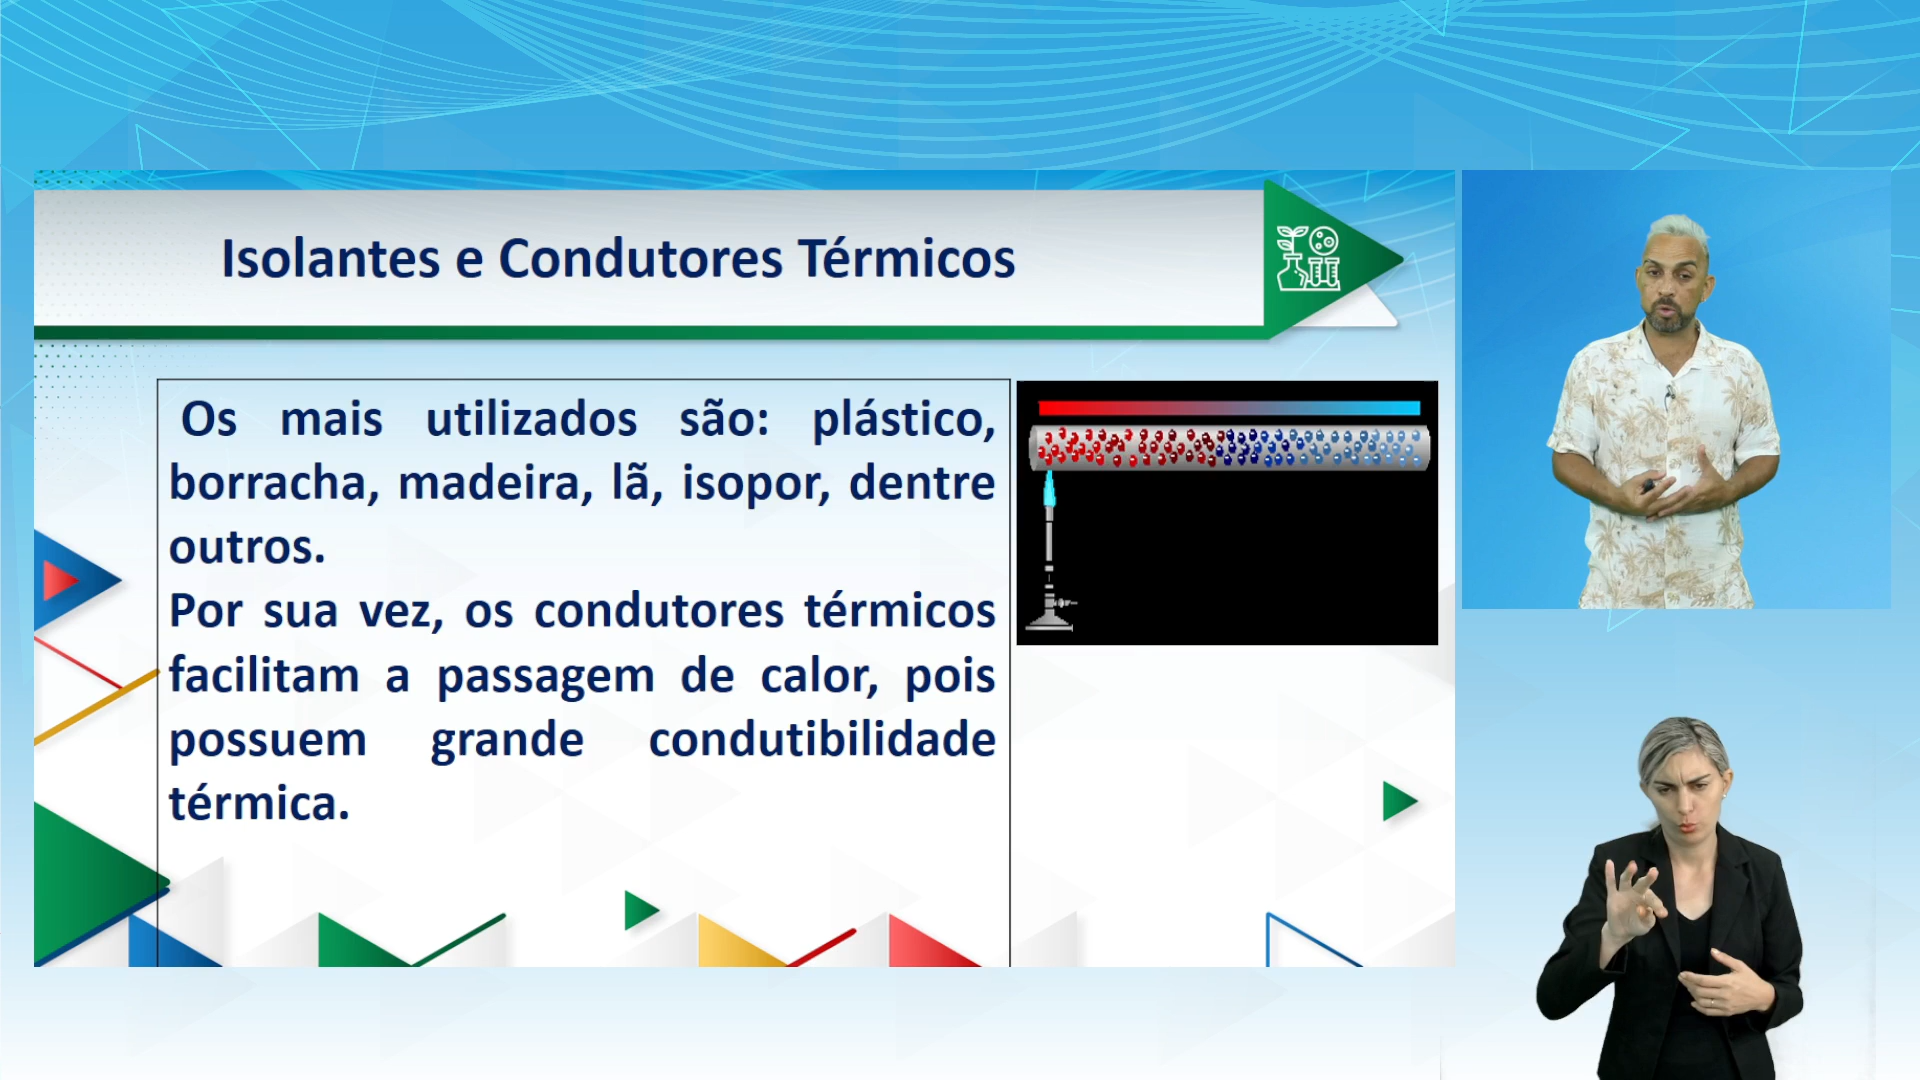 Isolantes e Condutores Térmicos
Os mais utilizados são: plástico,
borracha, madeira, lã, isopor, dentre
outros.
Por sua vez, os condutores térmicos
facilitam a passagem de calor, pois
possuem grande condutibilidade
térmica.